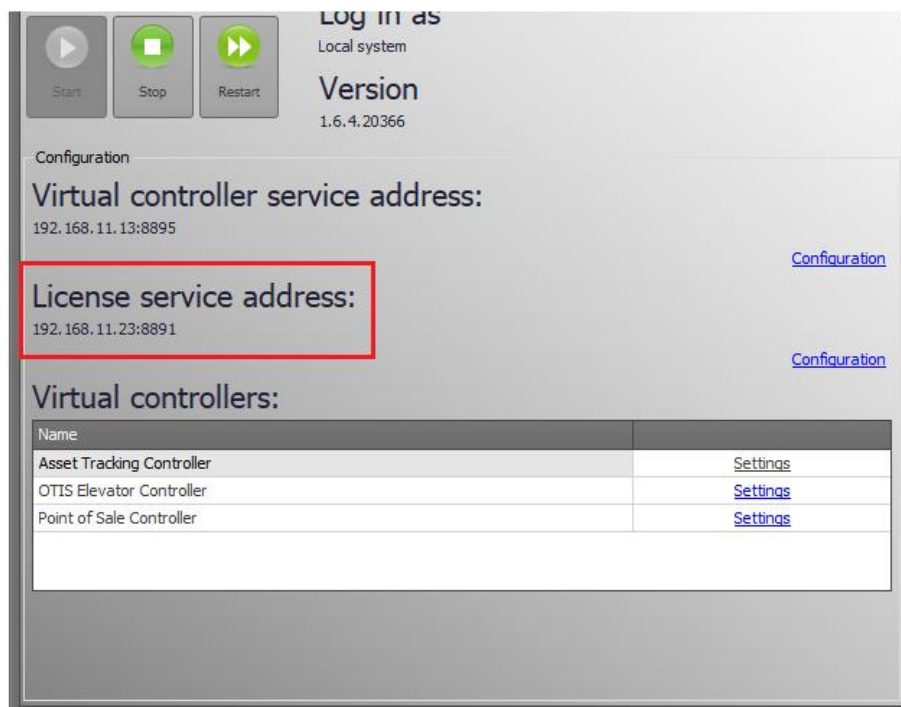 Log in as
Local system
Start
Stop
Restart
Version
1.6.4.20366
Configuration
Virtual controller service address:
192.168.11.13:8895
Configuration
License service address:
192.168.11.23:8891
Configuration
Virtual controllers:
Name
Asset Tracking Controller Settings
OTIS Elevator Controller Settings
Point of Sale Controller Settings